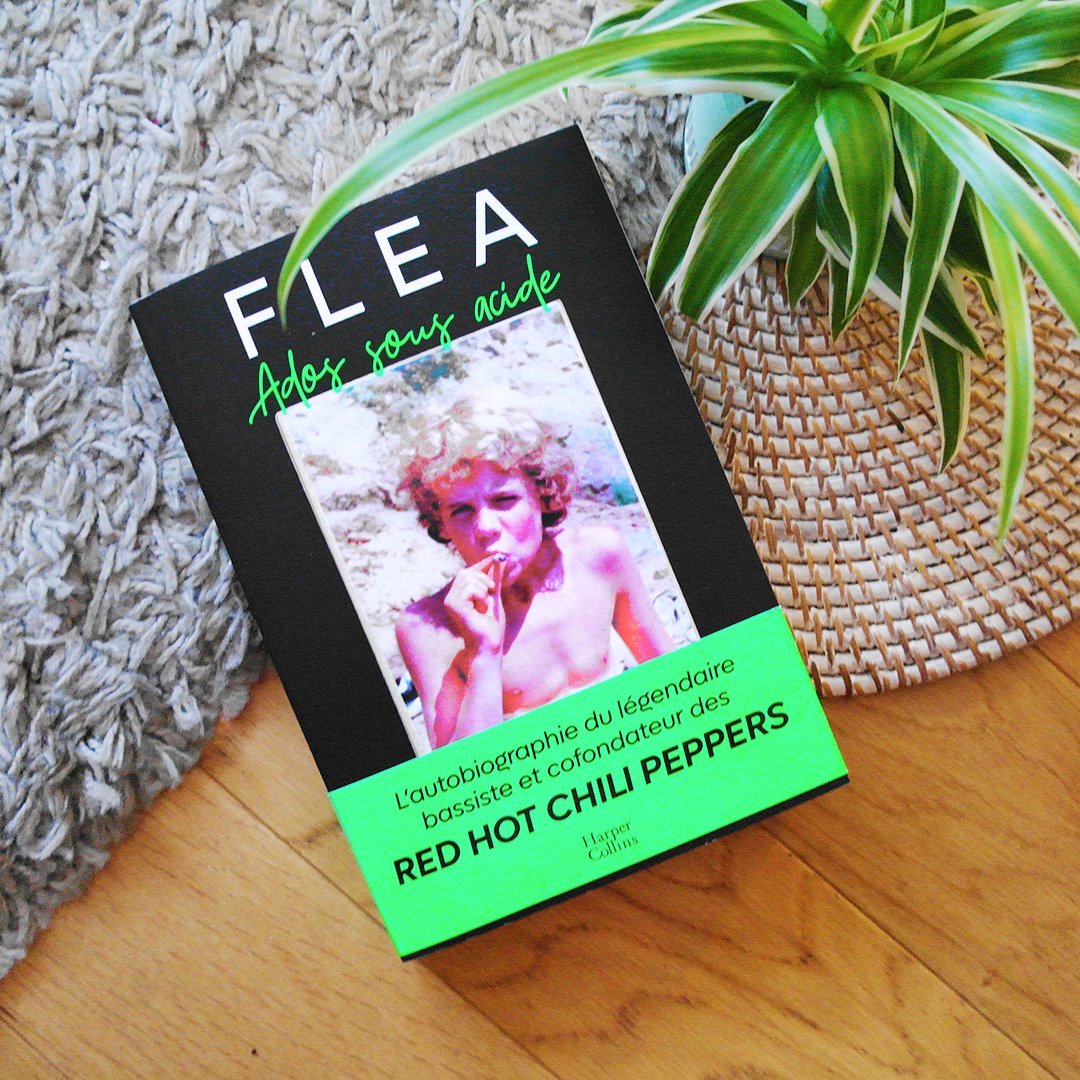 FLEA
Ados sous acide
L'autobiographie du légendaire
bassiste et cofondateur des
RED HOT CHILI PEPPERS
Harper
Collins